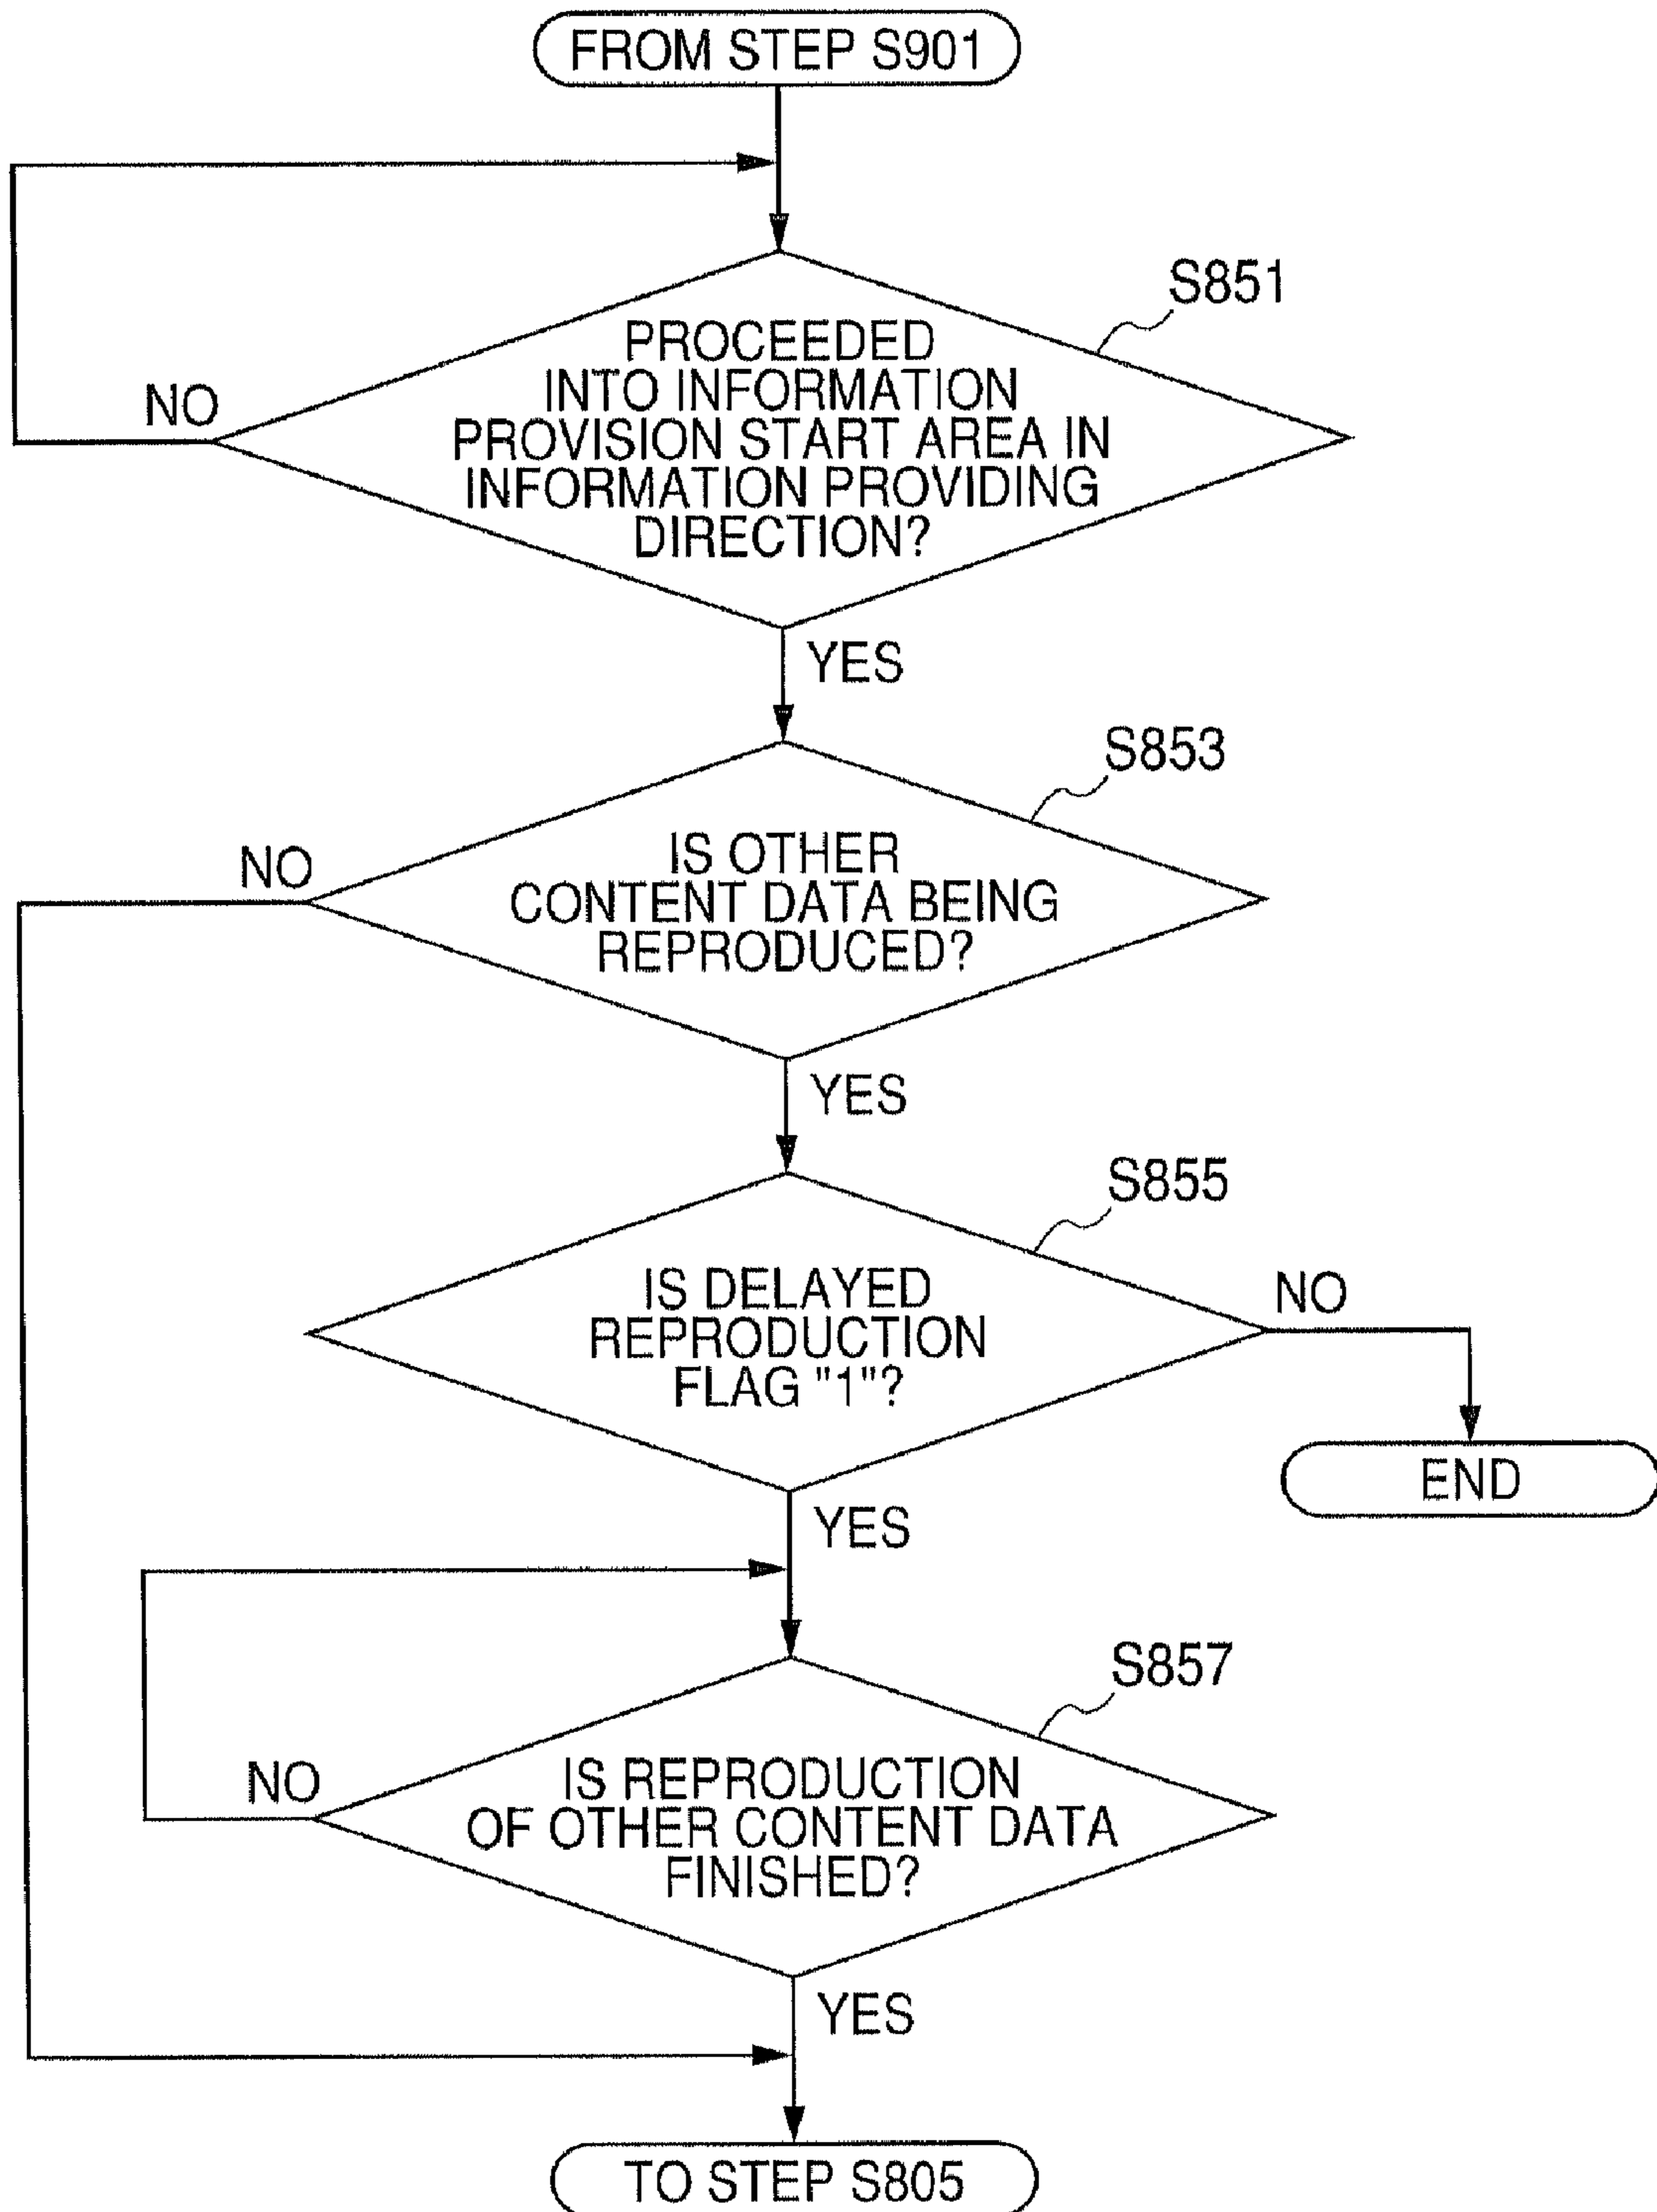 FROM STEP S901
S851
PROCEEDED
INTO INFORMATION
PROVISION START AREA IN
INFORMATION PROVIDING
DIRECTION?
NO
YES
S853
IS OTHER
CONTENT DATA BEING
REPRODUCED?
NO
YES
S855
IS DELAYED
REPRODUCTION
FLAG "1"?
NO
END
YES
S857
IS REPRODUCTION
OF OTHER CONTENT DATA
FINISHED?
NO
YES
TO STEP S805